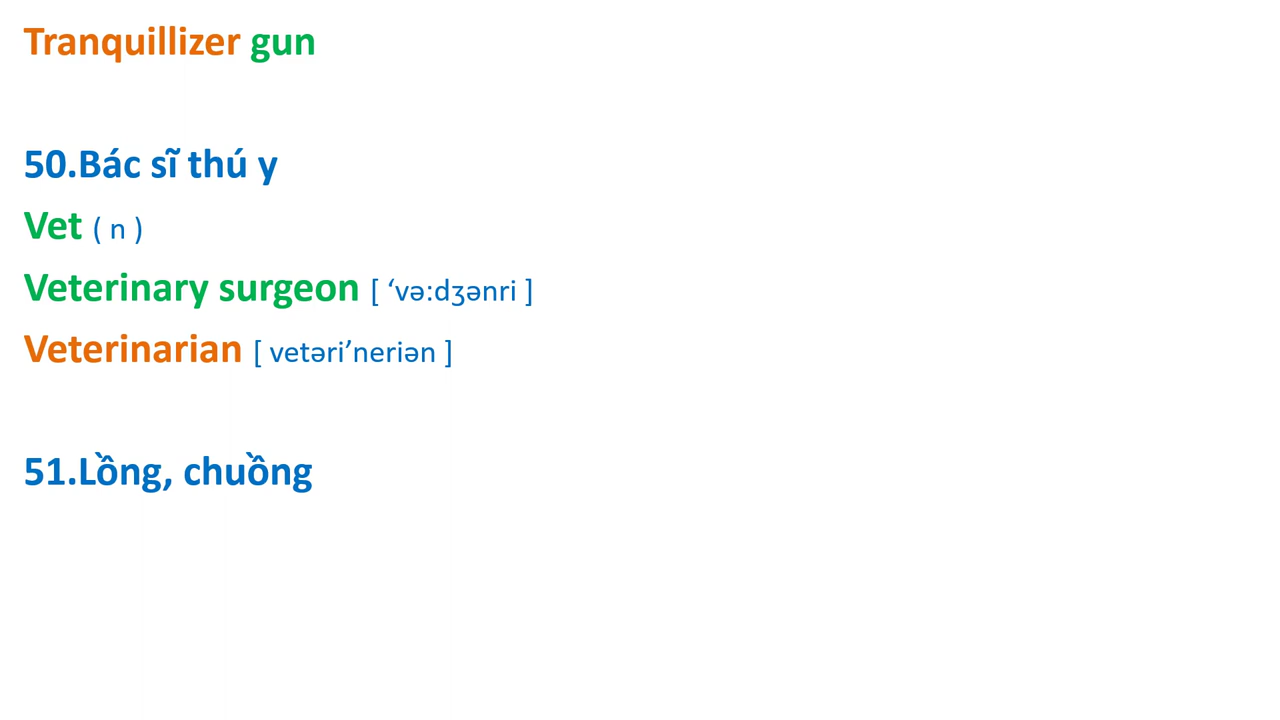 Tranquillizer gun
50.Bác sĩ thú y
Vet ( n )
Veterinary surgeon [ ‘və:dʒənri ]
Veterinarian [ vetəri’neriən ]
51.Lồng, chuồng